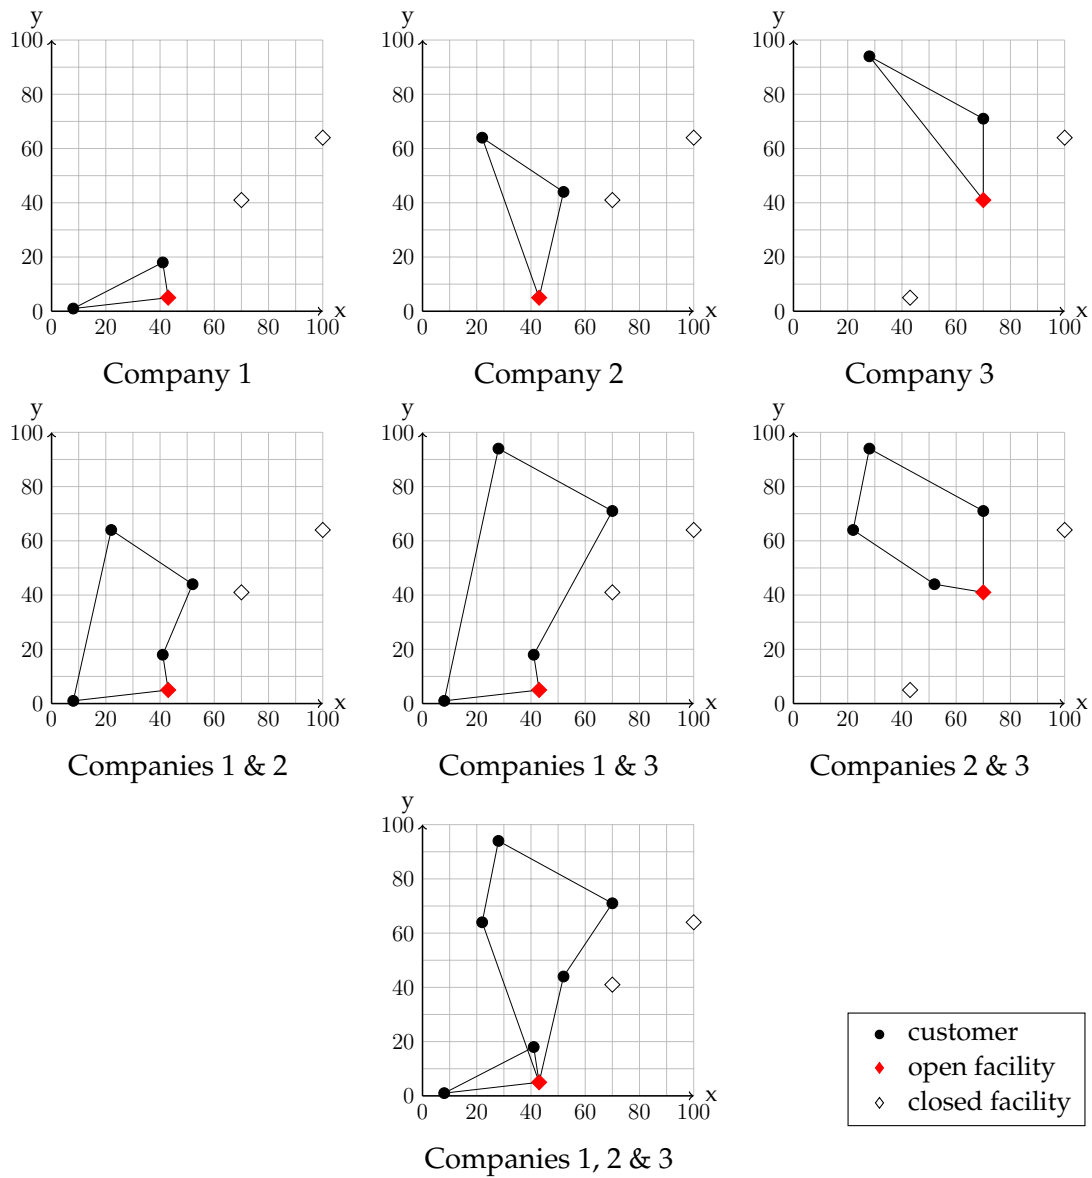 y
100
80
60
40
20
0
0 20 40 60 80 100 x
Company 1
y
100
80
60
40
20
0
0 20 40 60 80 100 x
Company 2
y
100
80
60
40
20
0
0 20 40 60 80 100 x
Company 3
y
100
80
60
40
20
0
0 20 40 60 80 100 x
Companies 1 & 2
y
100
80
60
40
20
0
0 20 40 60 80 100 x
Companies 1 & 3
y
100
80
60
40
20
0
0 20 40 60 80 100 x
Companies 2 & 3
y
100
80
60
40
20
0
0 20 40 60 80 100 x
Companies 1, 2 & 3
customer
open facility
closed facility